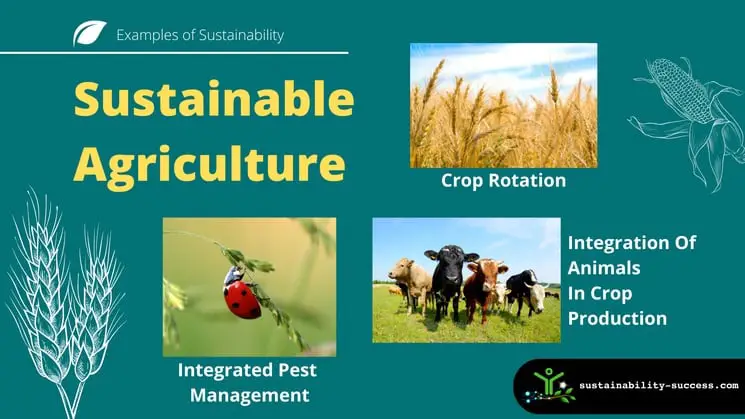 Examples of Sustainability
Sustainable
Agriculture
Crop Rotation
Integrated Pest
Management
Integration Of
Animals
In Crop
Production
sustainability-success.com